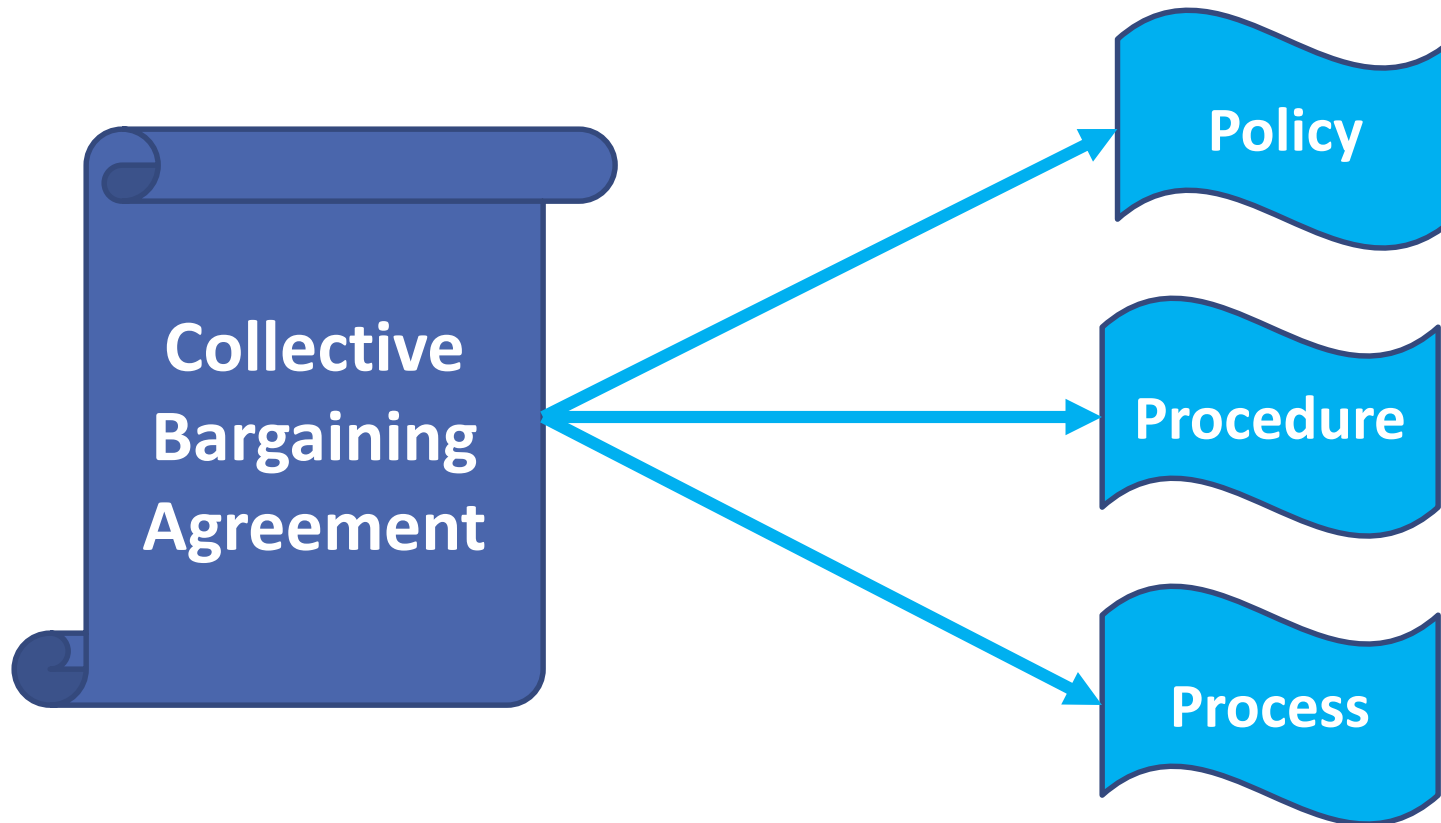 Collective
Bargaining
Agreement
Policy
Procedure
Process